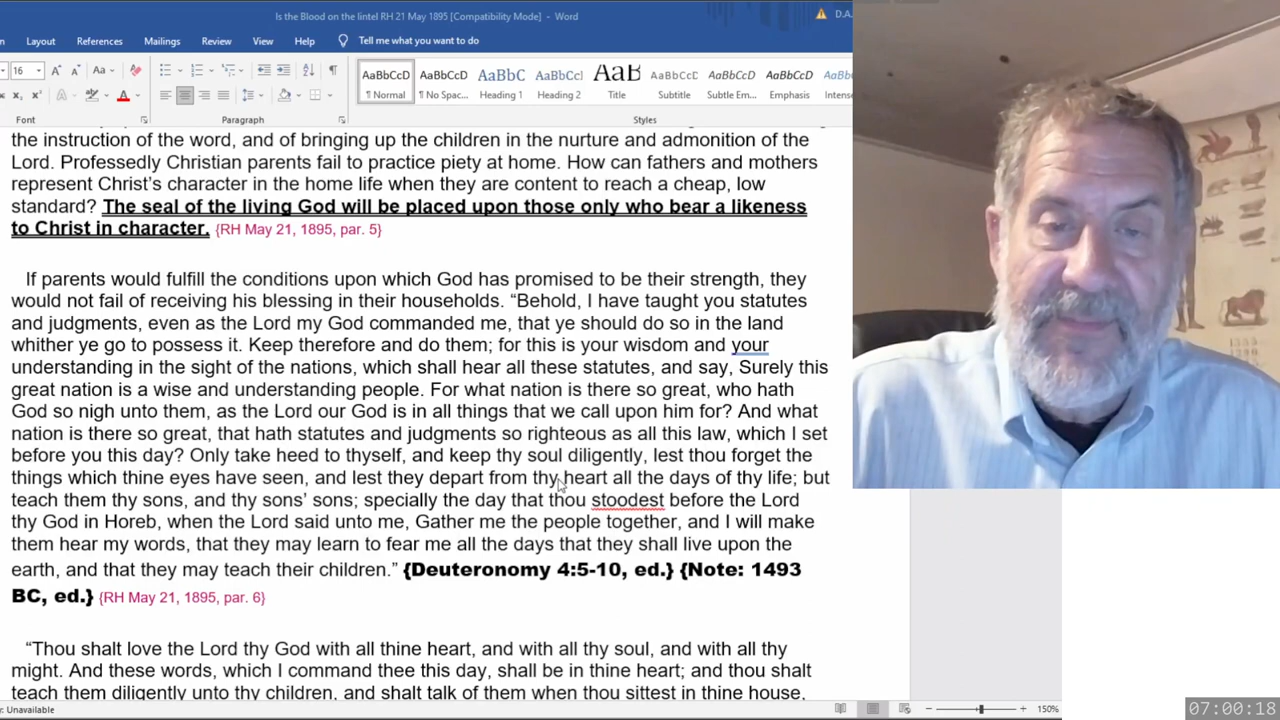 Is the Blood on the lintel RH 21 May 1895 [Compatibility Mode] - Word
D.A.
Layout References Mailings Review View Help Tell me what you want to do
16 Aa
AaBbCcD AaBbCcD AaBbC AaBbCcI AaB AaBbCcD AaBbCcD AaBbCcD AaBb
¶ Normal ¶ No Spac... Heading 1 Heading 2 Title Subtitle Subtle Em... Emphasis Intens
Font Paragraph Styles
the instruction of the word, and of bringing up the children in the nurture and admonition of the
Lord. Professedly Christian parents fail to practice piety at home. How can fathers and mothers
represent Christ’s character in the home life when they are content to reach a cheap, low
standard? The seal of the living God will be placed upon those only who bear a likeness
to Christ in character. {RH May 21, 1895, par. 5}
If parents would fulfill the conditions upon which God has promised to be their strength, they
would not fail of receiving his blessing in their households. “Behold, I have taught you statutes
and judgments, even as the Lord my God commanded me, that ye should do so in the land
whither ye go to possess it. Keep therefore and do them; for this is your wisdom and your
understanding in the sight of the nations, which shall hear all these statutes, and say, Surely this
great nation is a wise and understanding people. For what nation is there so great, who hath
God so nigh unto them, as the Lord our God is in all things that we call upon him for? And what
nation is there so great, that hath statutes and judgments so righteous as all this law, which I set
before you this day? Only take heed to thyself, and keep thy soul diligently, lest thou forget the
things which thine eyes have seen, and lest they depart from thy heart all the days of thy life; but
teach them thy sons, and thy sons’ sons; specially the day that thou stoodest before the Lord
thy God in Horeb, when the Lord said unto me, Gather me the people together, and I will make
them hear my words, that they may learn to fear me all the days that they shall live upon the
earth, and that they may teach their children.” {Deuteronomy 4:5-10, ed.} {Note: 1493
BC, ed.} {RH May 21, 1895, par. 6}
“Thou shalt love the Lord thy God with all thine heart, and with all thy soul, and with all thy
might. And these words, which I command thee this day, shall be in thine heart; and thou shalt
teach them diligently unto thy children, and shalt talk of them when thou sittest in thine house,
: Unavailable
150%
07:00:18